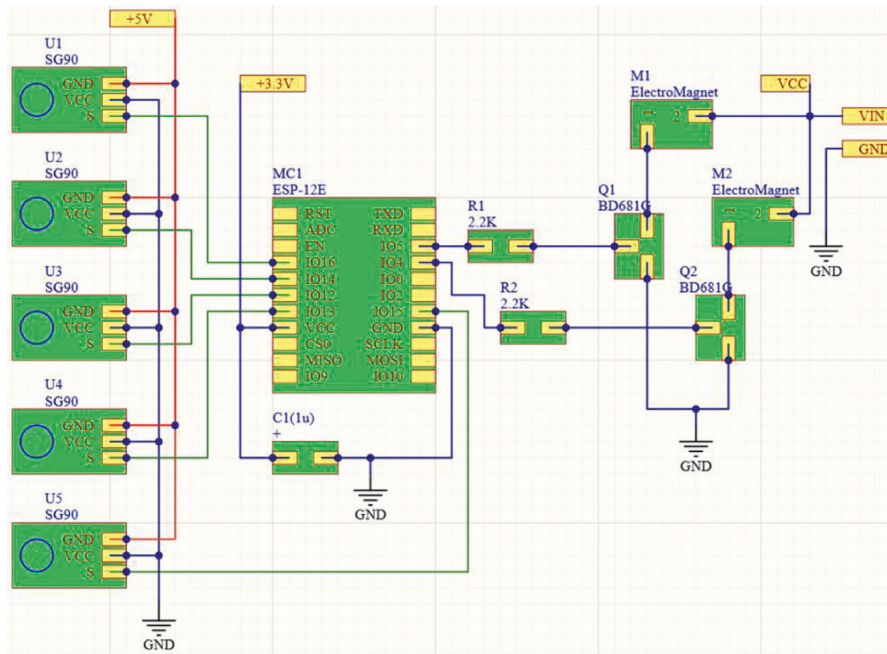 +5V
U1
SG90
GND
VCC
S
U2
SG90
GND
VCC
S
U3
SG90
GND
VCC
S
U4
SG90
GND
VCC
S
U5
SG90
GND
VCC
S
GND
+3.3V
MC1
ESP-12E
RST TXD
ADC RXD
EN IO5
IO16 IO4
IO14 IO0
IO12 IO2
IO13 IO15
VCC GND
CS0 SCLK
MISO MOSI
IO9 IO10
C1(1u)
+
GND
R1
2.2K
R2
2.2K
Q1
BD681G
Q2
BD681G
M1
ElectroMagnet
1 2
M2
ElectroMagnet
1 2
VCC
VIN
GND
GND
GND